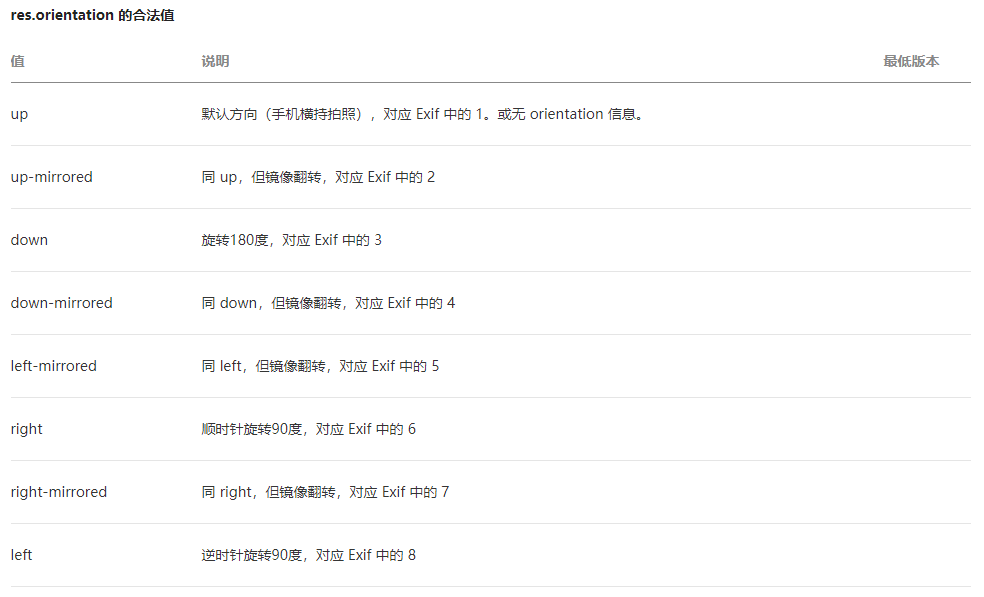 res.orientation 的合法值
值 说明 最低版本
up 默认方向（手机横持拍照），对应 Exif 中的 1。或无 orientation 信息。
up-mirrored 同 up，但镜像翻转，对应 Exif 中的 2
down 旋转180度，对应 Exif 中的 3
down-mirrored 同 down，但镜像翻转，对应 Exif 中的 4
left-mirrored 同 left，但镜像翻转，对应 Exif 中的 5
right 顺时针旋转90度，对应 Exif 中的 6
right-mirrored 同 right，但镜像翻转，对应 Exif 中的 7
left 逆时针旋转90度，对应 Exif 中的 8